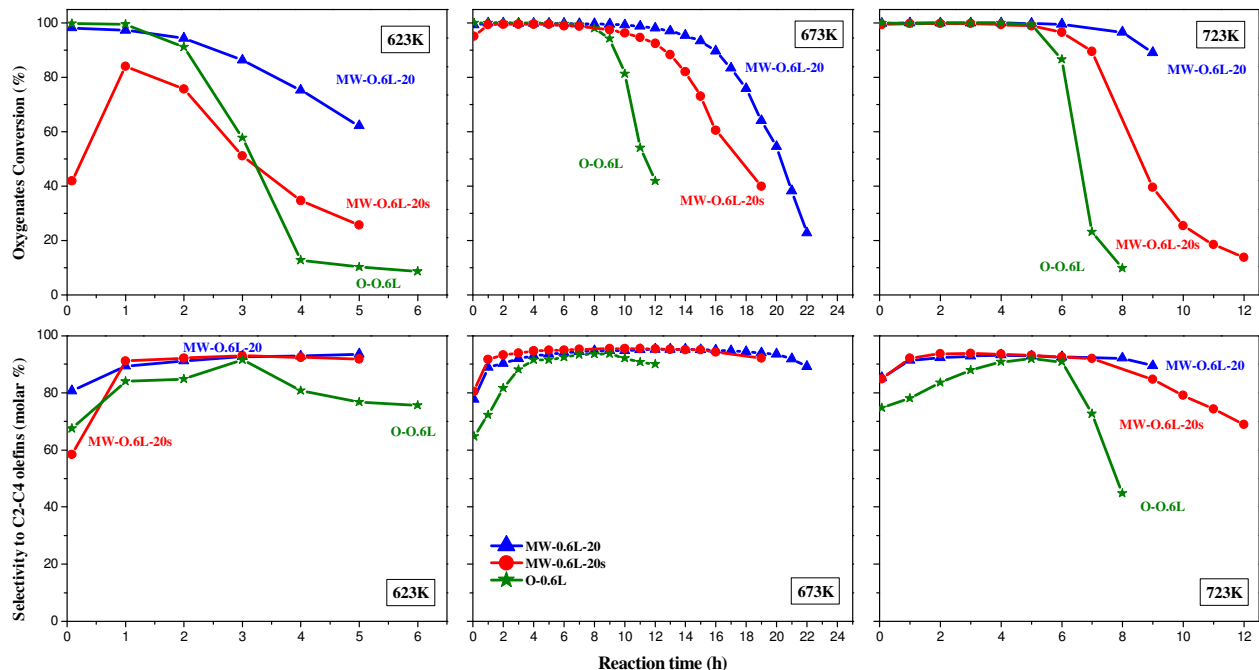 Oxygenates Conversion (%)
100
80
60
40
20
0
623K
MW-O.6L-20
MW-O.6L-20s
O-O.6L
0 1 2 3 4 5 6
673K
MW-O.6L-20
O-O.6L
MW-O.6L-20s
0 2 4 6 8 10 12 14 16 18 20 22 24
723K
MW-O.6L-20
MW-O.6L-20s
O-O.6L
0 2 4 6 8 10 12
Selectivity to C2-C4 olefins (molar %)
100
80
60
40
20
0
MW-O.6L-20
O-O.6L
MW-O.6L-20s
623K
0 1 2 3 4 5 6
MW-0.6L-20
MW-0.6L-20s
O-0.6L
673K
0 2 4 6 8 10 12 14 16 18 20 22 24
MW-O.6L-20
MW-O.6L-20s
O-O.6L
723K
0 2 4 6 8 10 12
Reaction time (h)